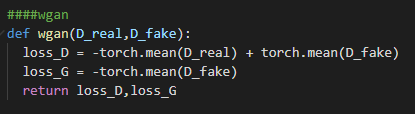 ####wgan
def wgan(D_real,D_fake):
  loss_D = -torch.mean(D_real) + torch.mean(D_fake)
  loss_G = -torch.mean(D_fake)
  return loss_D,loss_G